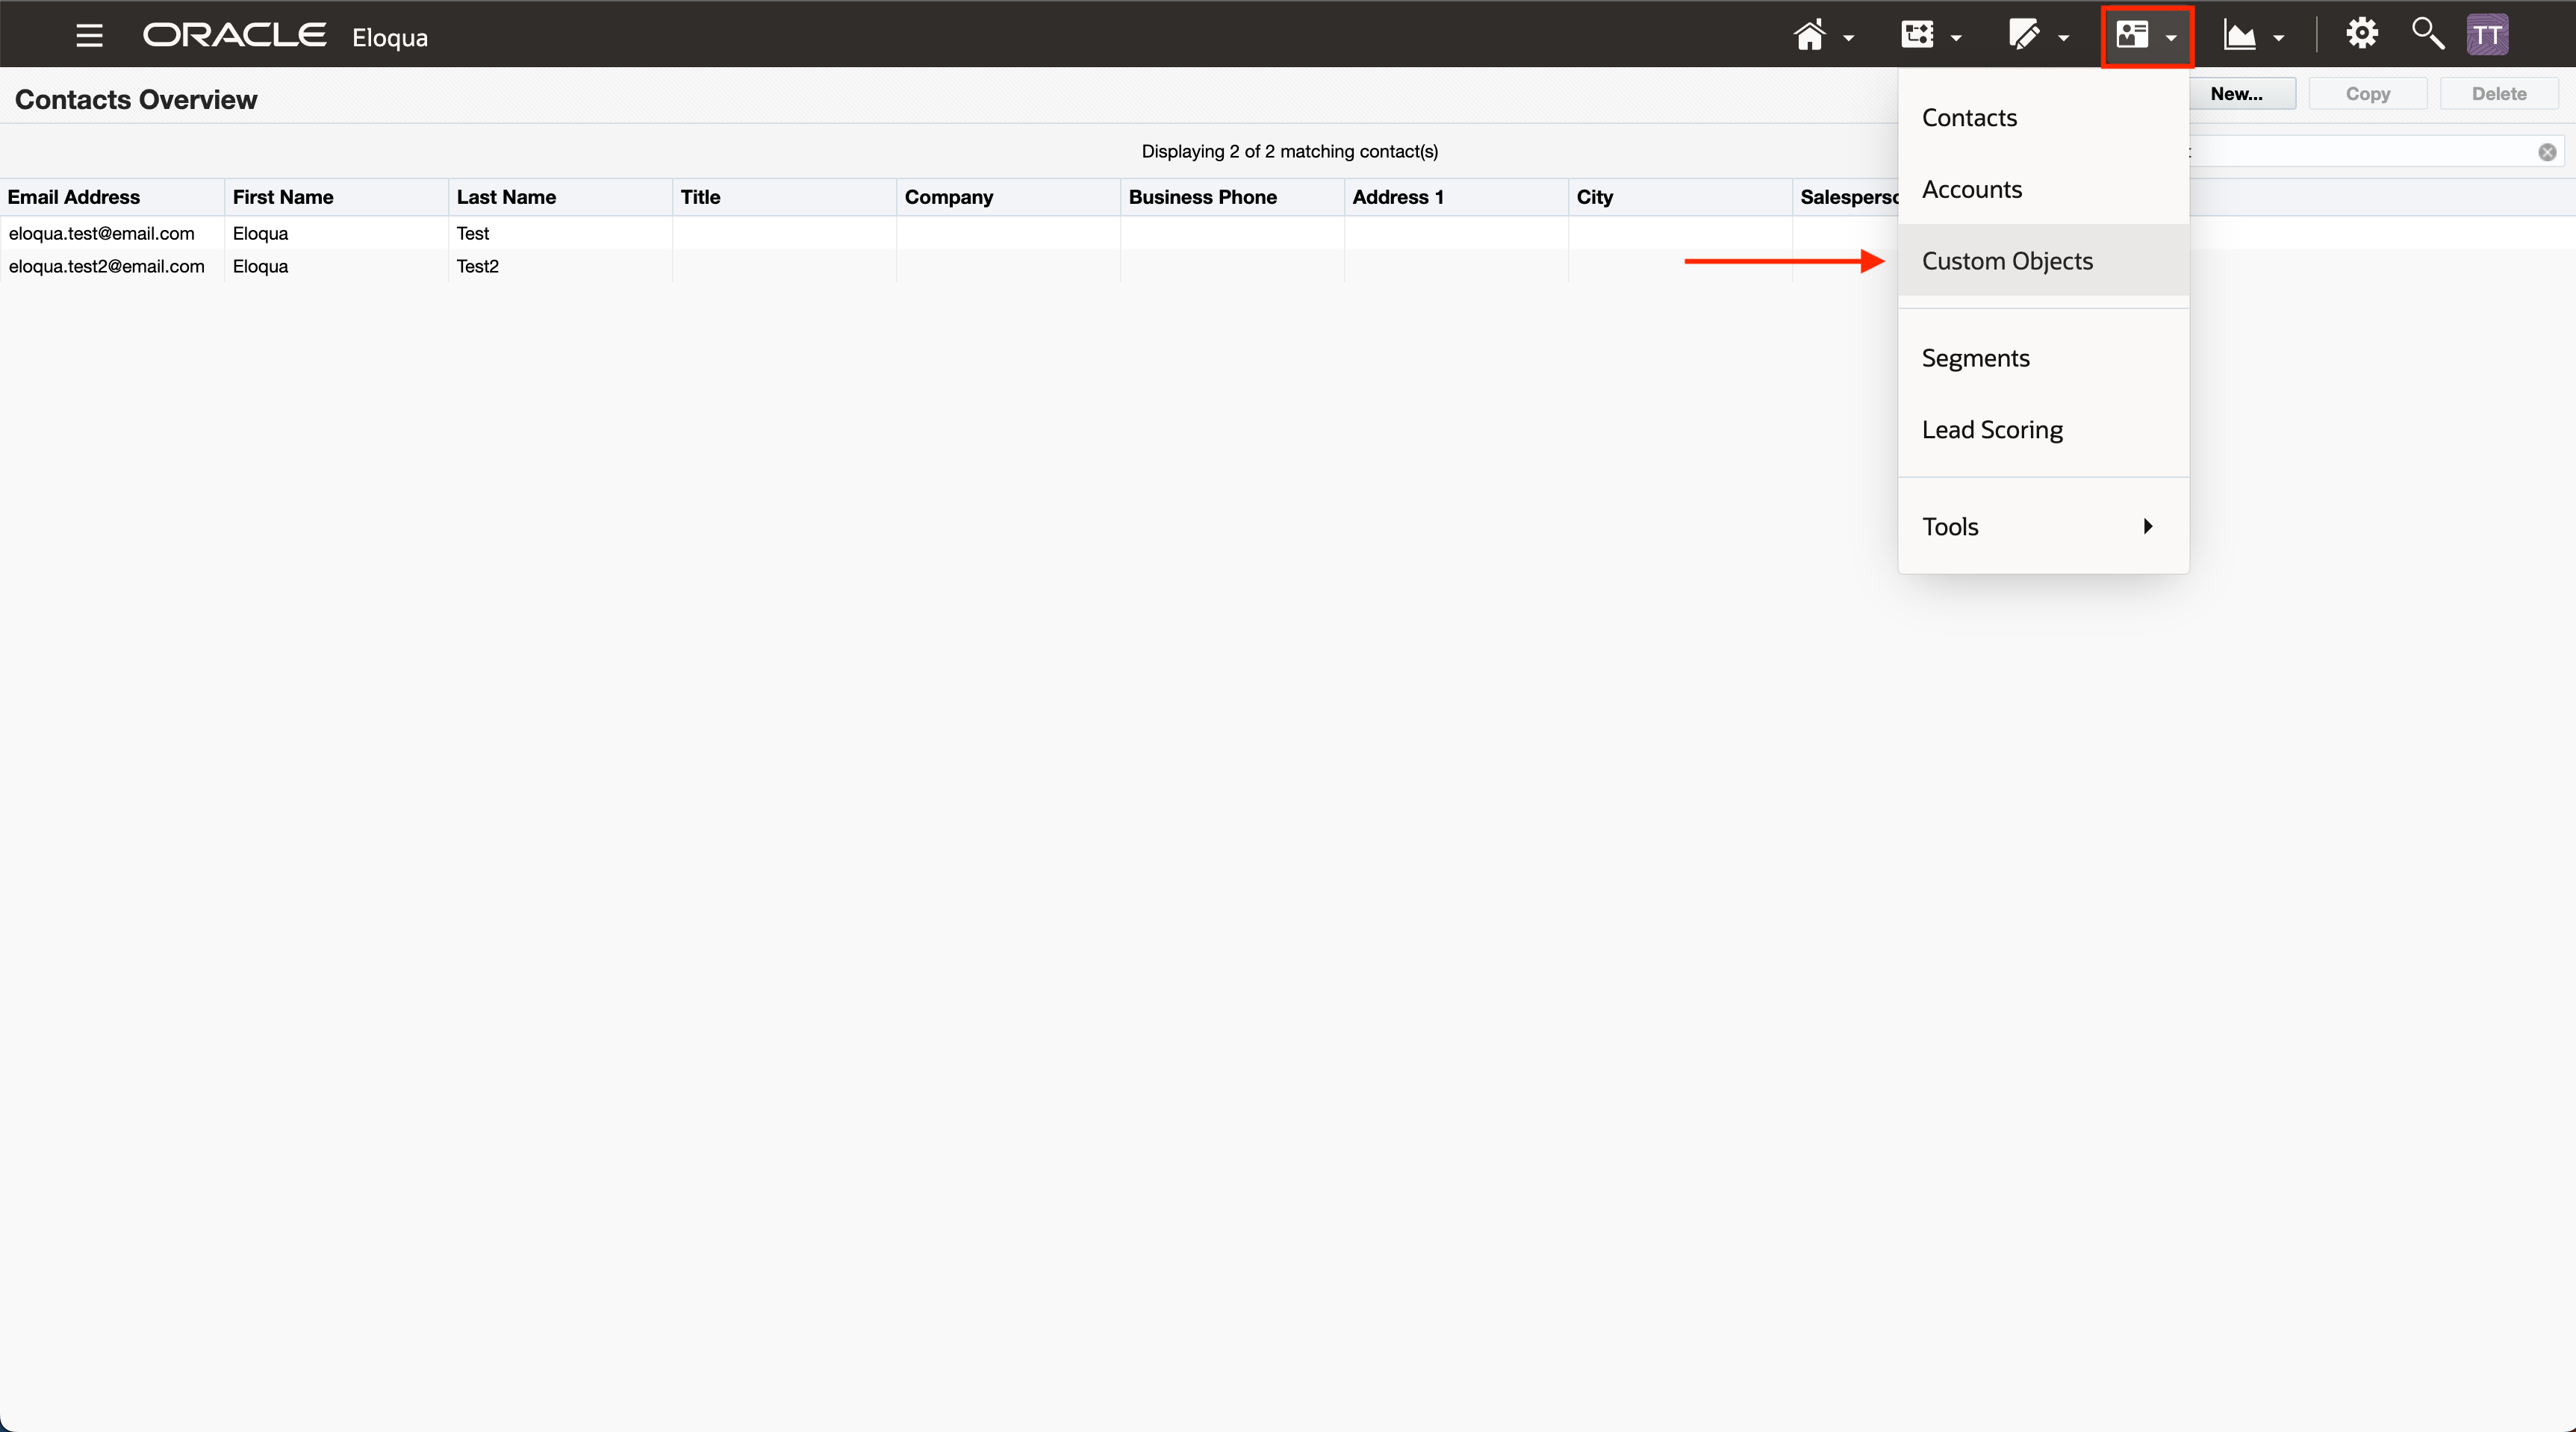 ORACLE Eloqua
TT
Contacts Overview
New... Copy Delete
Displaying 2 of 2 matching contact(s)
Email Address First Name Last Name Title Company Business Phone Address 1 City
eloqua.test@email.com Eloqua Test
eloqua.test2@email.com Eloqua Test2
Contacts
Accounts
Custom Objects
Segments
Lead Scoring
Tools